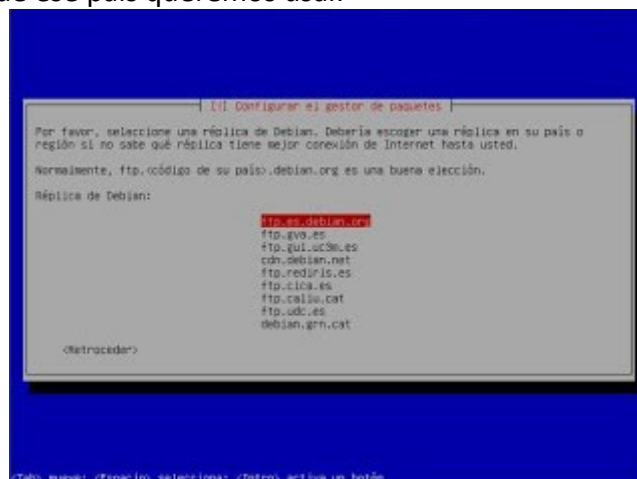 de ese país queremos usar.
[!] Configurar el gestor de paquetes
Por favor, seleccione una réplica de Debian. Debería escoger una réplica en su país o
región si no sabe qué réplica tiene mejor conexión de Internet hasta usted.
Normalmente, ftp.<código de su país>.debian.org es una buena elección.
Réplica de Debian:
ftp.es.debian.org
ftp.gva.es
ftp.gui.uc3m.es
cdn.debian.net
ftp.rediris.es
ftp.cica.es
ftp.caliu.cat
ftp.udc.es
debian.grn.cat
<Retroceder>
<Tab> mueve; <Espacio> selecciona; <Intro> activa un botón